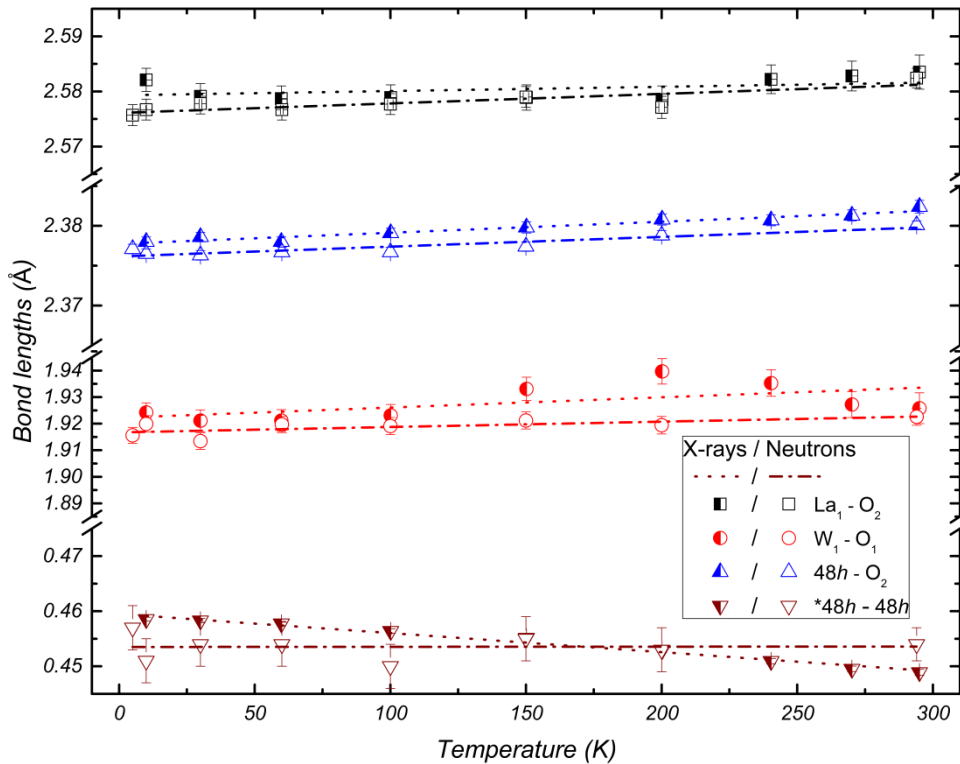 2.59
2.58
2.57
2.38
2.37
1.94
1.93
1.92
1.91
1.90
1.89
0.47
0.46
0.45
Bond lengths (Å)
X-rays / Neutrons
/
/ La₁ - O₂
/ W₁ - O₁
/ 48h - O₂
/ *48h - 48h
0 50 100 150 200 250 300
Temperature (K)